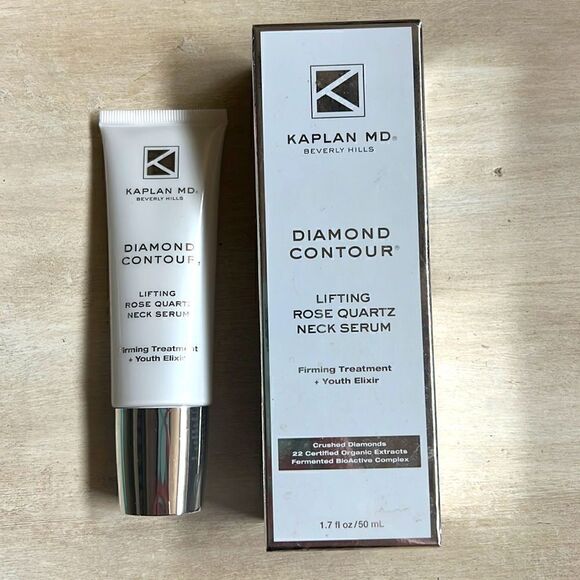 K
KAPLAN MD®
BEVERLY HILLS
DIAMOND
CONTOUR®
LIFTING
ROSE QUARTZ
NECK SERUM
Firming Treatment
+ Youth Elixir
K
KAPLAN MD®
BEVERLY HILLS
DIAMOND
CONTOUR®
LIFTING
ROSE QUARTZ
NECK SERUM
Firming Treatment
+ Youth Elixir
Crushed Diamonds
22 Certified Organic Extracts
Fermented BioActive Complex
1.7 fl oz/50 mL